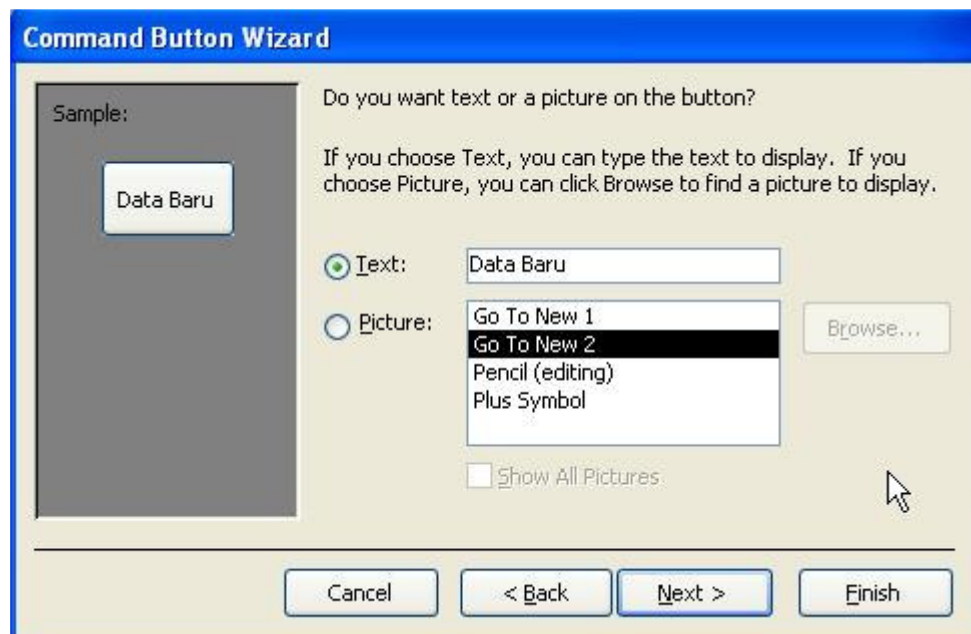 Command Button Wizard
Sample:
Data Baru
Do you want text or a picture on the button?
If you choose Text, you can type the text to display.  If you
choose Picture, you can click Browse to find a picture to display.
Text:
Data Baru
Picture:
Go To New 1
Go To New 2
Pencil (editing)
Plus Symbol
Browse...
Show All Pictures
Cancel
< Back
Next >
Finish